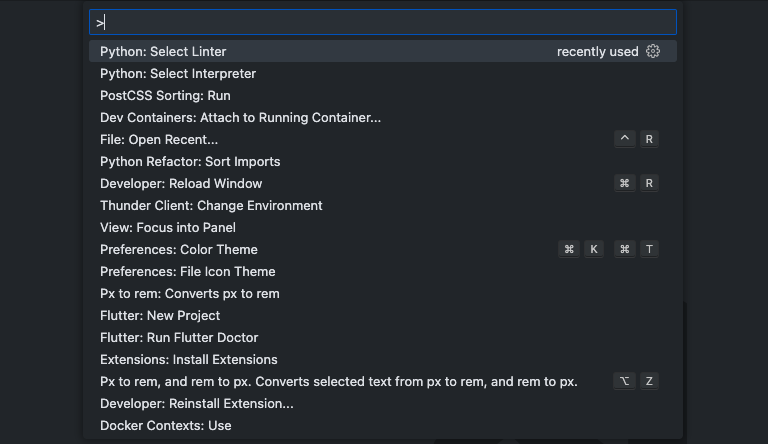 >
Python: Select Linter recently used
Python: Select Interpreter
PostCSS Sorting: Run
Dev Containers: Attach to Running Container...
File: Open Recent... ⌃ R
Python Refactor: Sort Imports
Developer: Reload Window ⌘ R
Thunder Client: Change Environment
View: Focus into Panel
Preferences: Color Theme ⌘ K ⌘ T
Preferences: File Icon Theme
Px to rem: Converts px to rem
Flutter: New Project
Flutter: Run Flutter Doctor
Extensions: Install Extensions
Px to rem, and rem to px. Converts selected text from px to rem, and rem to px. ⌥ Z
Developer: Reinstall Extension...
Docker Contexts: Use